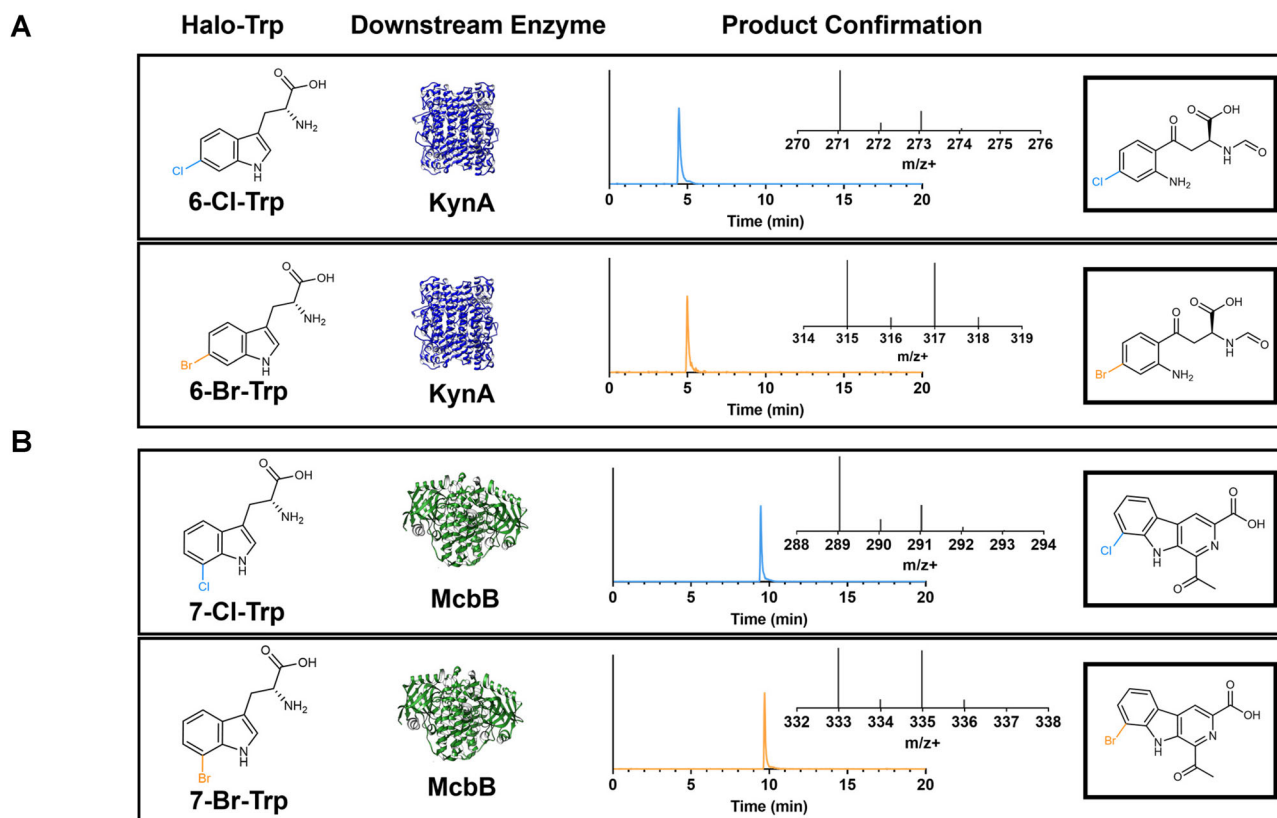 A
Halo-Trp Downstream Enzyme Product Confirmation
O
OH
NH₂
Cl
N
H
6-Cl-Trp
KynA
270 271 272 273 274 275 276
m/z+
0 5 10 15 20
Time (min)
O
OH
O
N
H
O
Cl
NH₂
O
OH
NH₂
Br
N
H
6-Br-Trp
KynA
314 315 316 317 318 319
m/z+
0 5 10 15 20
Time (min)
O
OH
O
N
H
O
Br
NH₂
B
O
OH
NH₂
N
H
Cl
7-Cl-Trp
McbB
288 289 290 291 292 293 294
m/z+
0 5 10 15 20
Time (min)
O
OH
Cl
N
H
N
O
O
OH
NH₂
N
H
Br
7-Br-Trp
McbB
332 333 334 335 336 337 338
m/z+
0 5 10 15 20
Time (min)
O
OH
Br
N
H
N
O